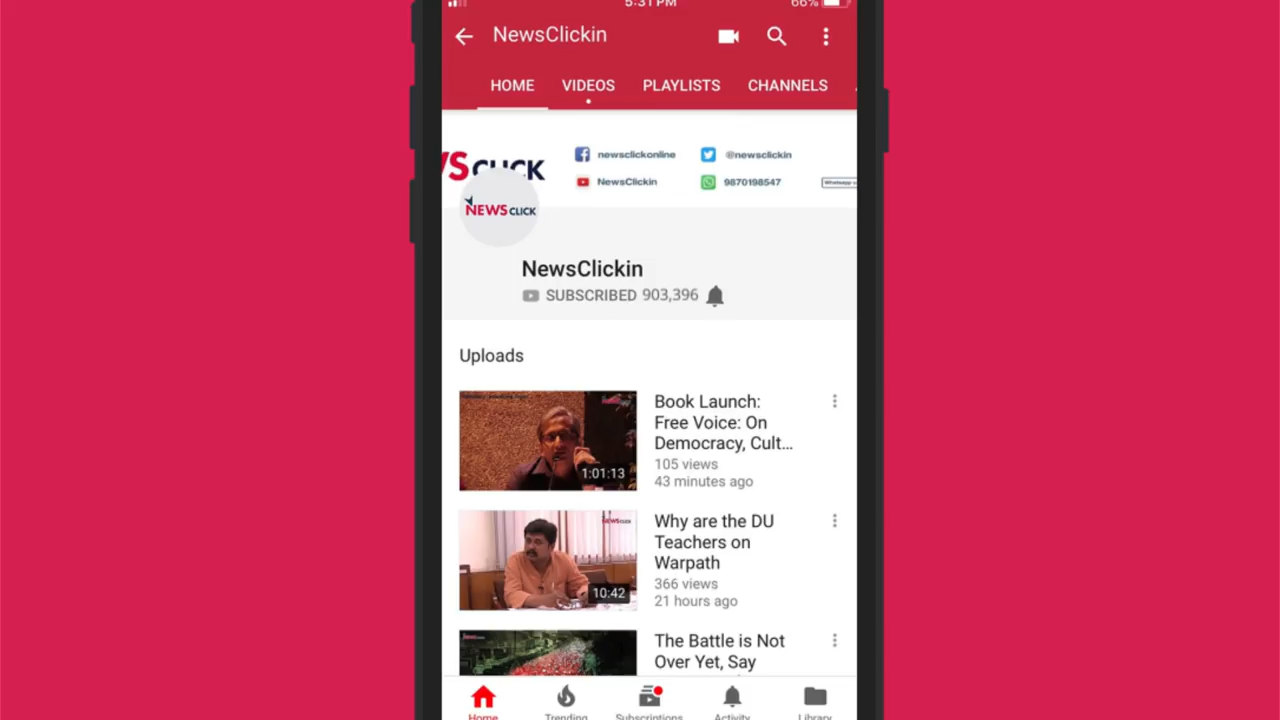 5:31 PM
66%
NewsClickin
HOME
VIDEOS
PLAYLISTS
CHANNELS
newsclickonline
@newsclickin
NewsClickin
9870198547
NEWS CLICK
NewsClickin
SUBSCRIBED 903,396
Uploads
Book Launch:
Free Voice: On
Democracy, Cult...
105 views
43 minutes ago
1:01:13
Why are the DU
Teachers on
Warpath
366 views
21 hours ago
NEWSCLICK
10:42
The Battle is Not
Over Yet, Say
Home
Trending
Subscriptions
Activity
Library